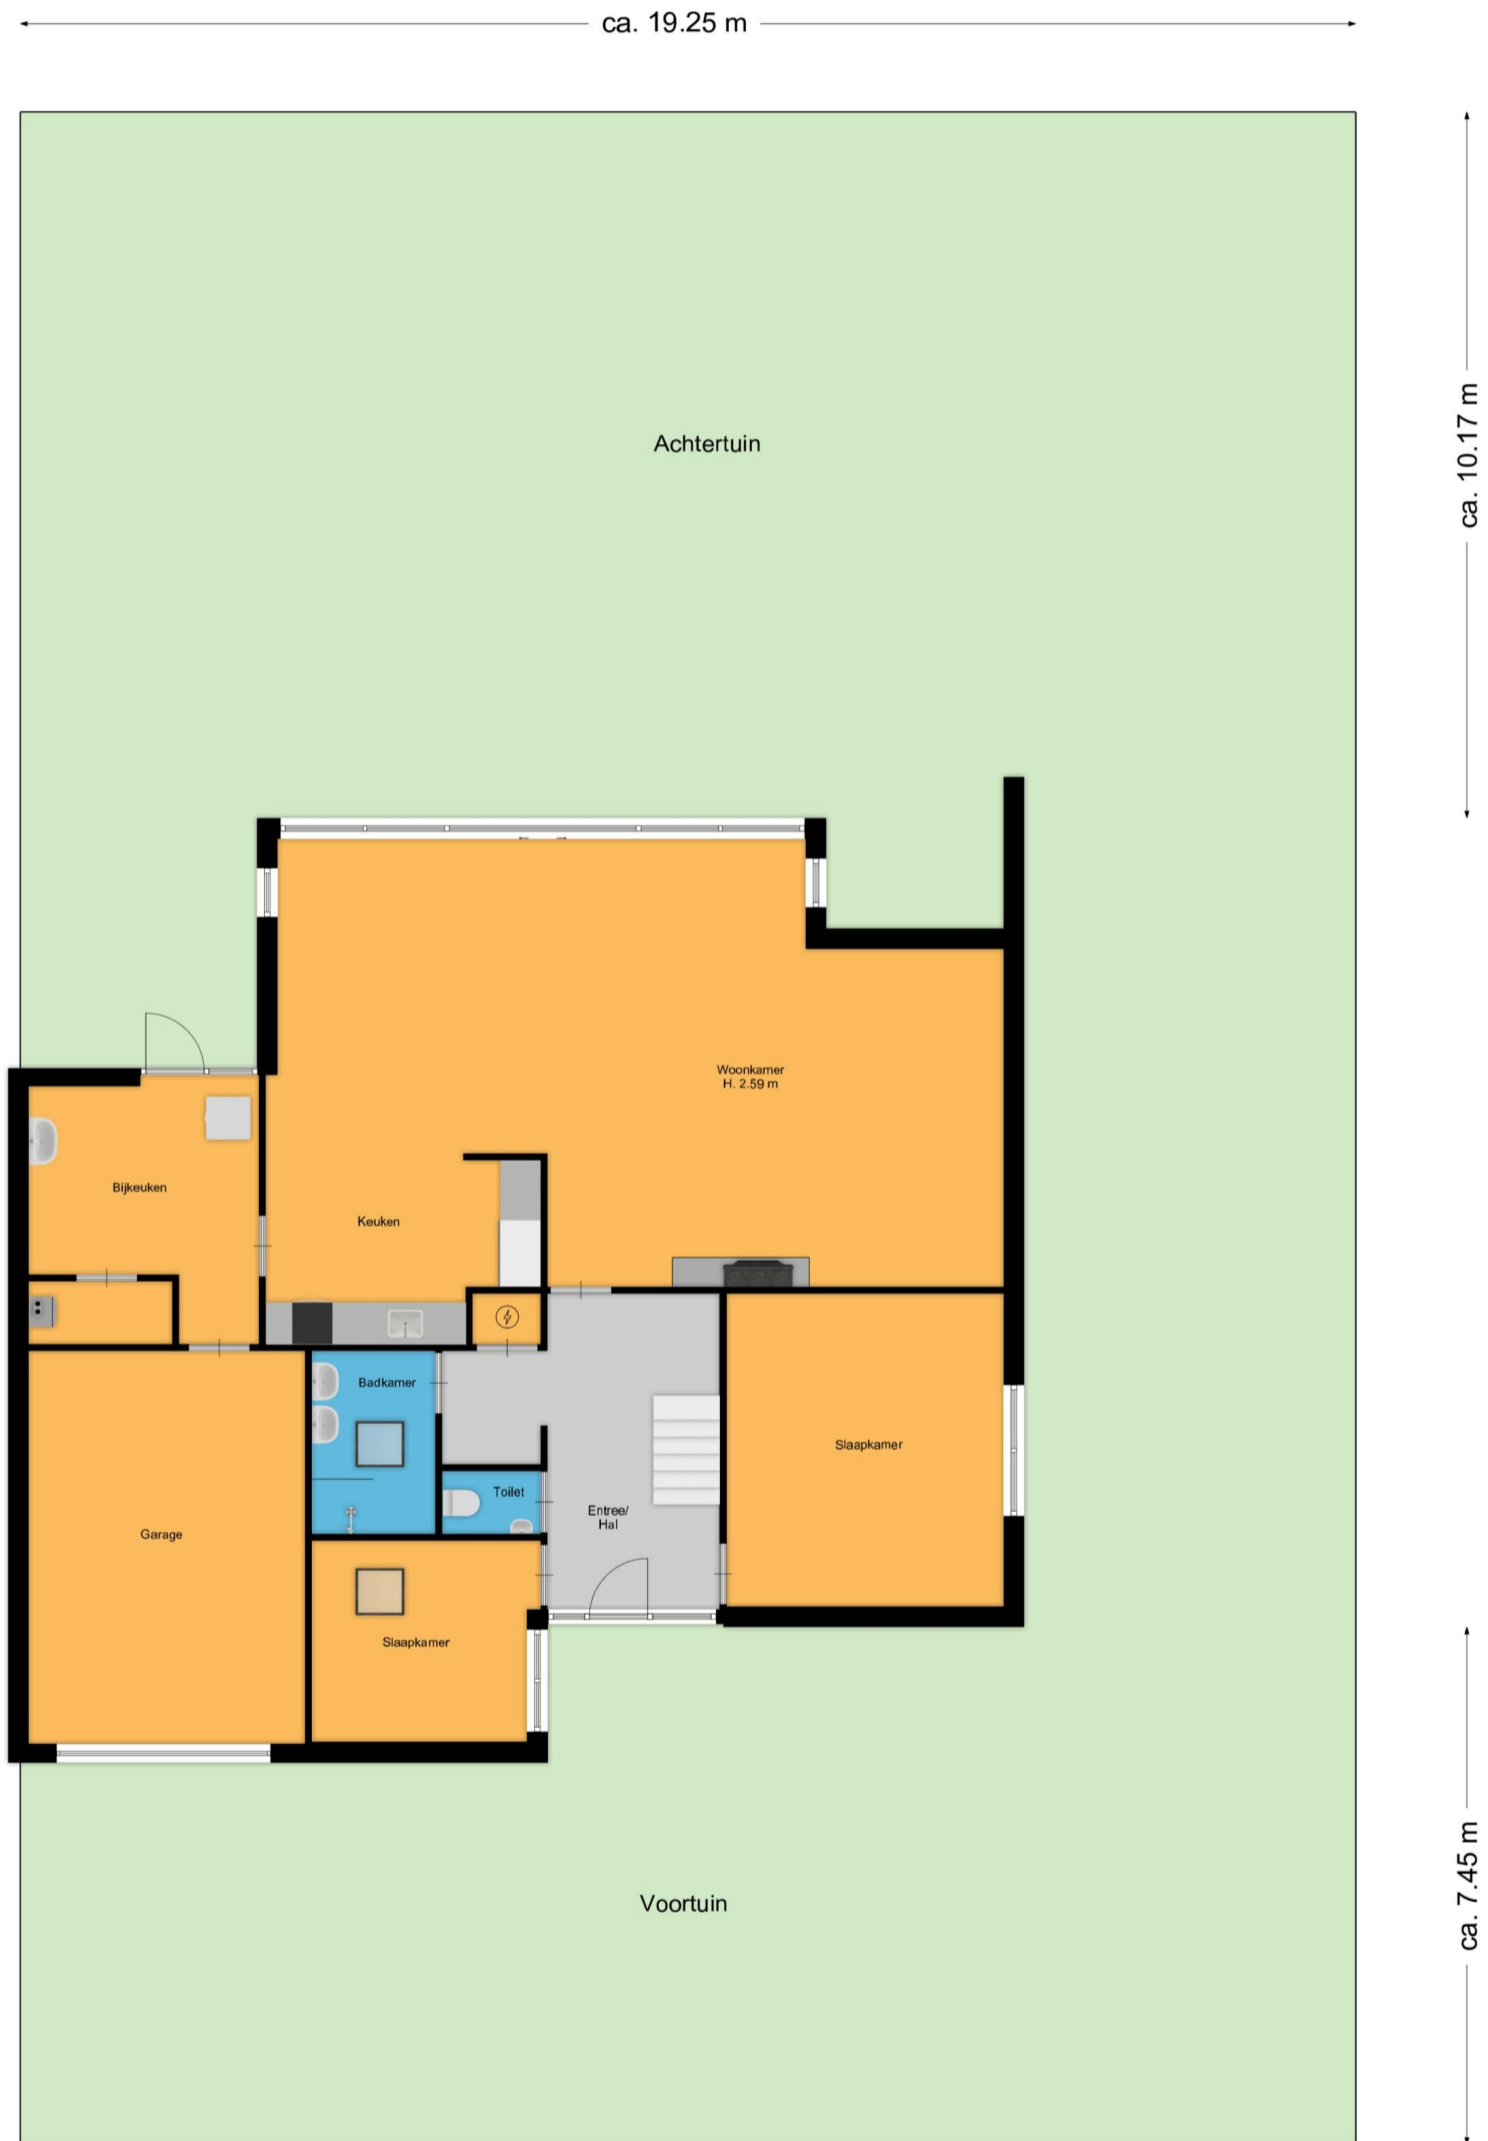 ca. 19.25 m
ca. 10.17 m
Achtertuin
Woonkamer
H. 2.59 m
Bijkeuken
Keuken
Badkamer
Slaapkamer
Toilet
Entree/
Hal
Garage
Slaapkamer
ca. 7.45 m
Voortuin